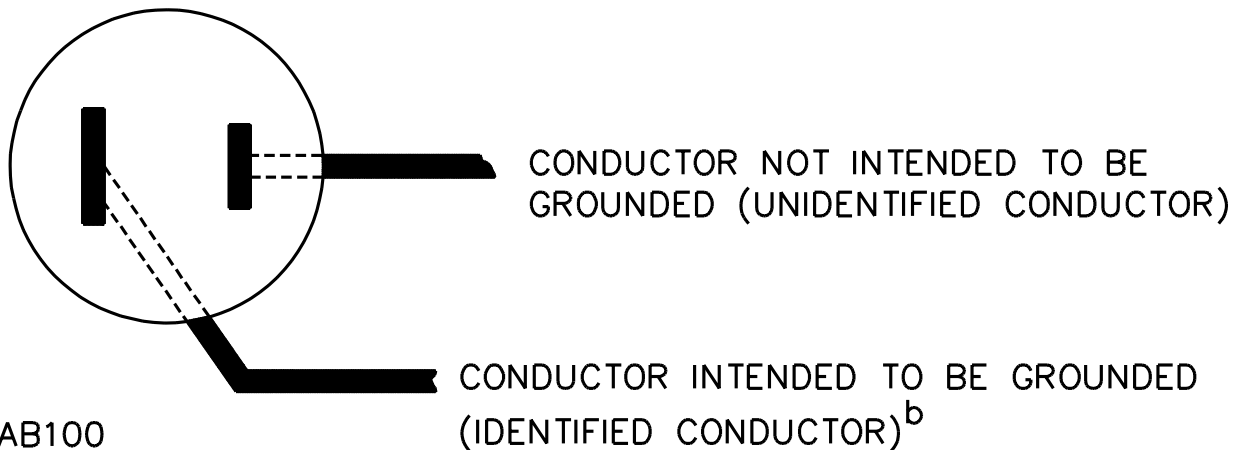 CONDUCTOR NOT INTENDED TO BE
GROUNDED (UNIDENTIFIED CONDUCTOR)
CONDUCTOR INTENDED TO BE GROUNDED
(IDENTIFIED CONDUCTOR)b
AB100